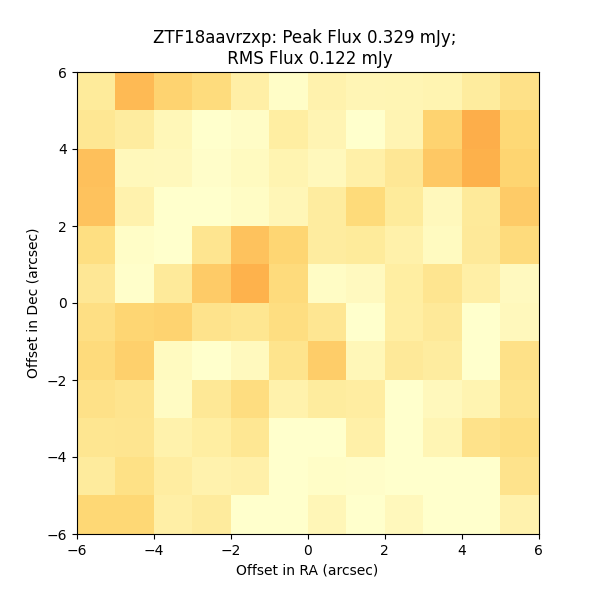 ZTF18aavrzxp: Peak Flux 0.329 mJy;
RMS Flux 0.122 mJy
6
4
2
0
−2
−4
−6
Offset in Dec (arcsec)
−6 −4 −2 0 2 4 6
Offset in RA (arcsec)